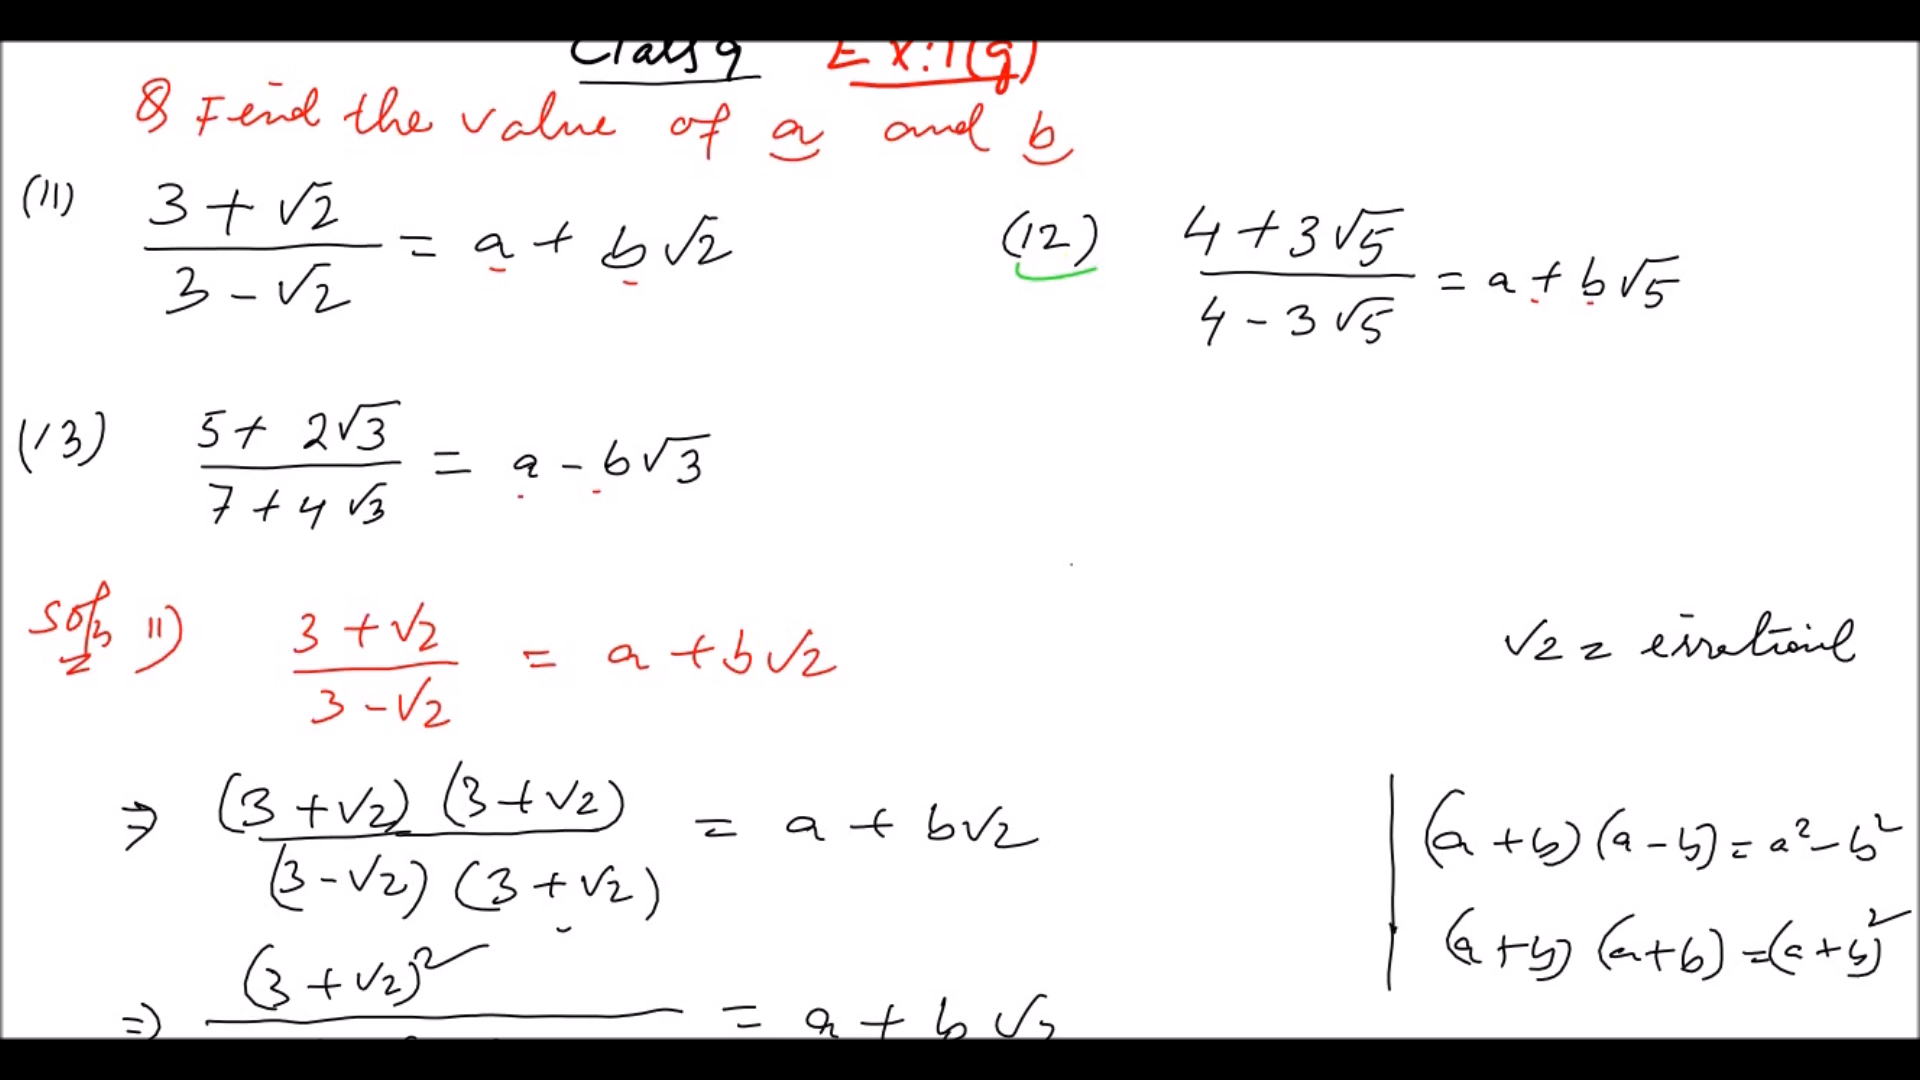 Class 9 Ex:1(g)
Q Find the value of a and b
(11) (3 + √2)/(3 - √2) = a + b√2
(12) (4 + 3√5)/(4 - 3√5) = a + b√5
(13) (5 + 2√3)/(7 + 4√3) = a - b√3
Soln 11) (3 + √2)/(3 - √2) = a + b√2
√2 = irrational
⇒ (3 + √2) (3 + √2)/(3 - √2) (3 + √2) = a + b√2
(a + b) (a - b) = a² - b²
(a + b) (a + b) = (a + b)²
⇒ (3 + √2)² = a + b√2